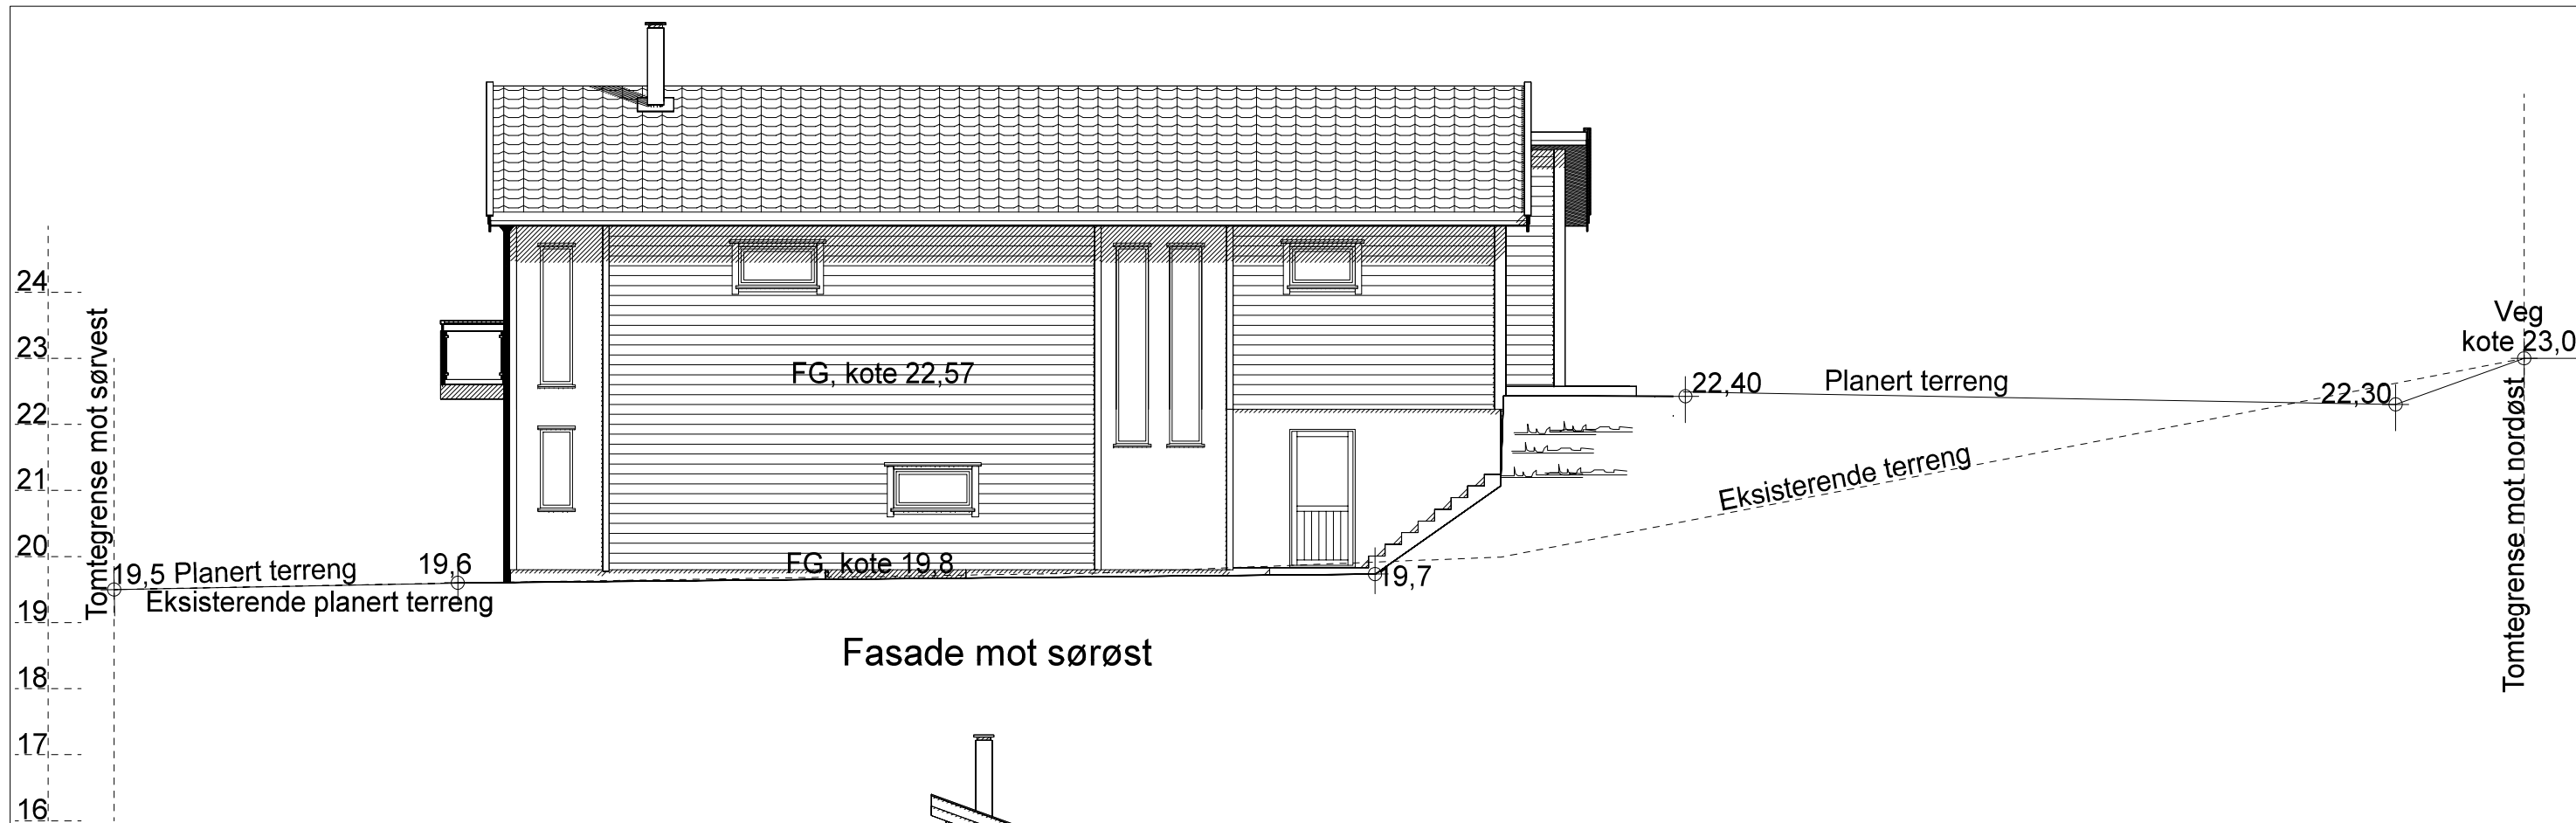 24
23
22
21
20
19
18
17
16
Tomtegrense mot sørvest
19,5 Planert terreng
Eksisterende planert terreng
19,6
FG, kote 22,57
FG, kote 19,8
19,7
22,40
Planert terreng
Eksisterende terreng
22,30
Veg
kote 23,0
Tomtegrense mot nordøst
Fasade mot sørøst